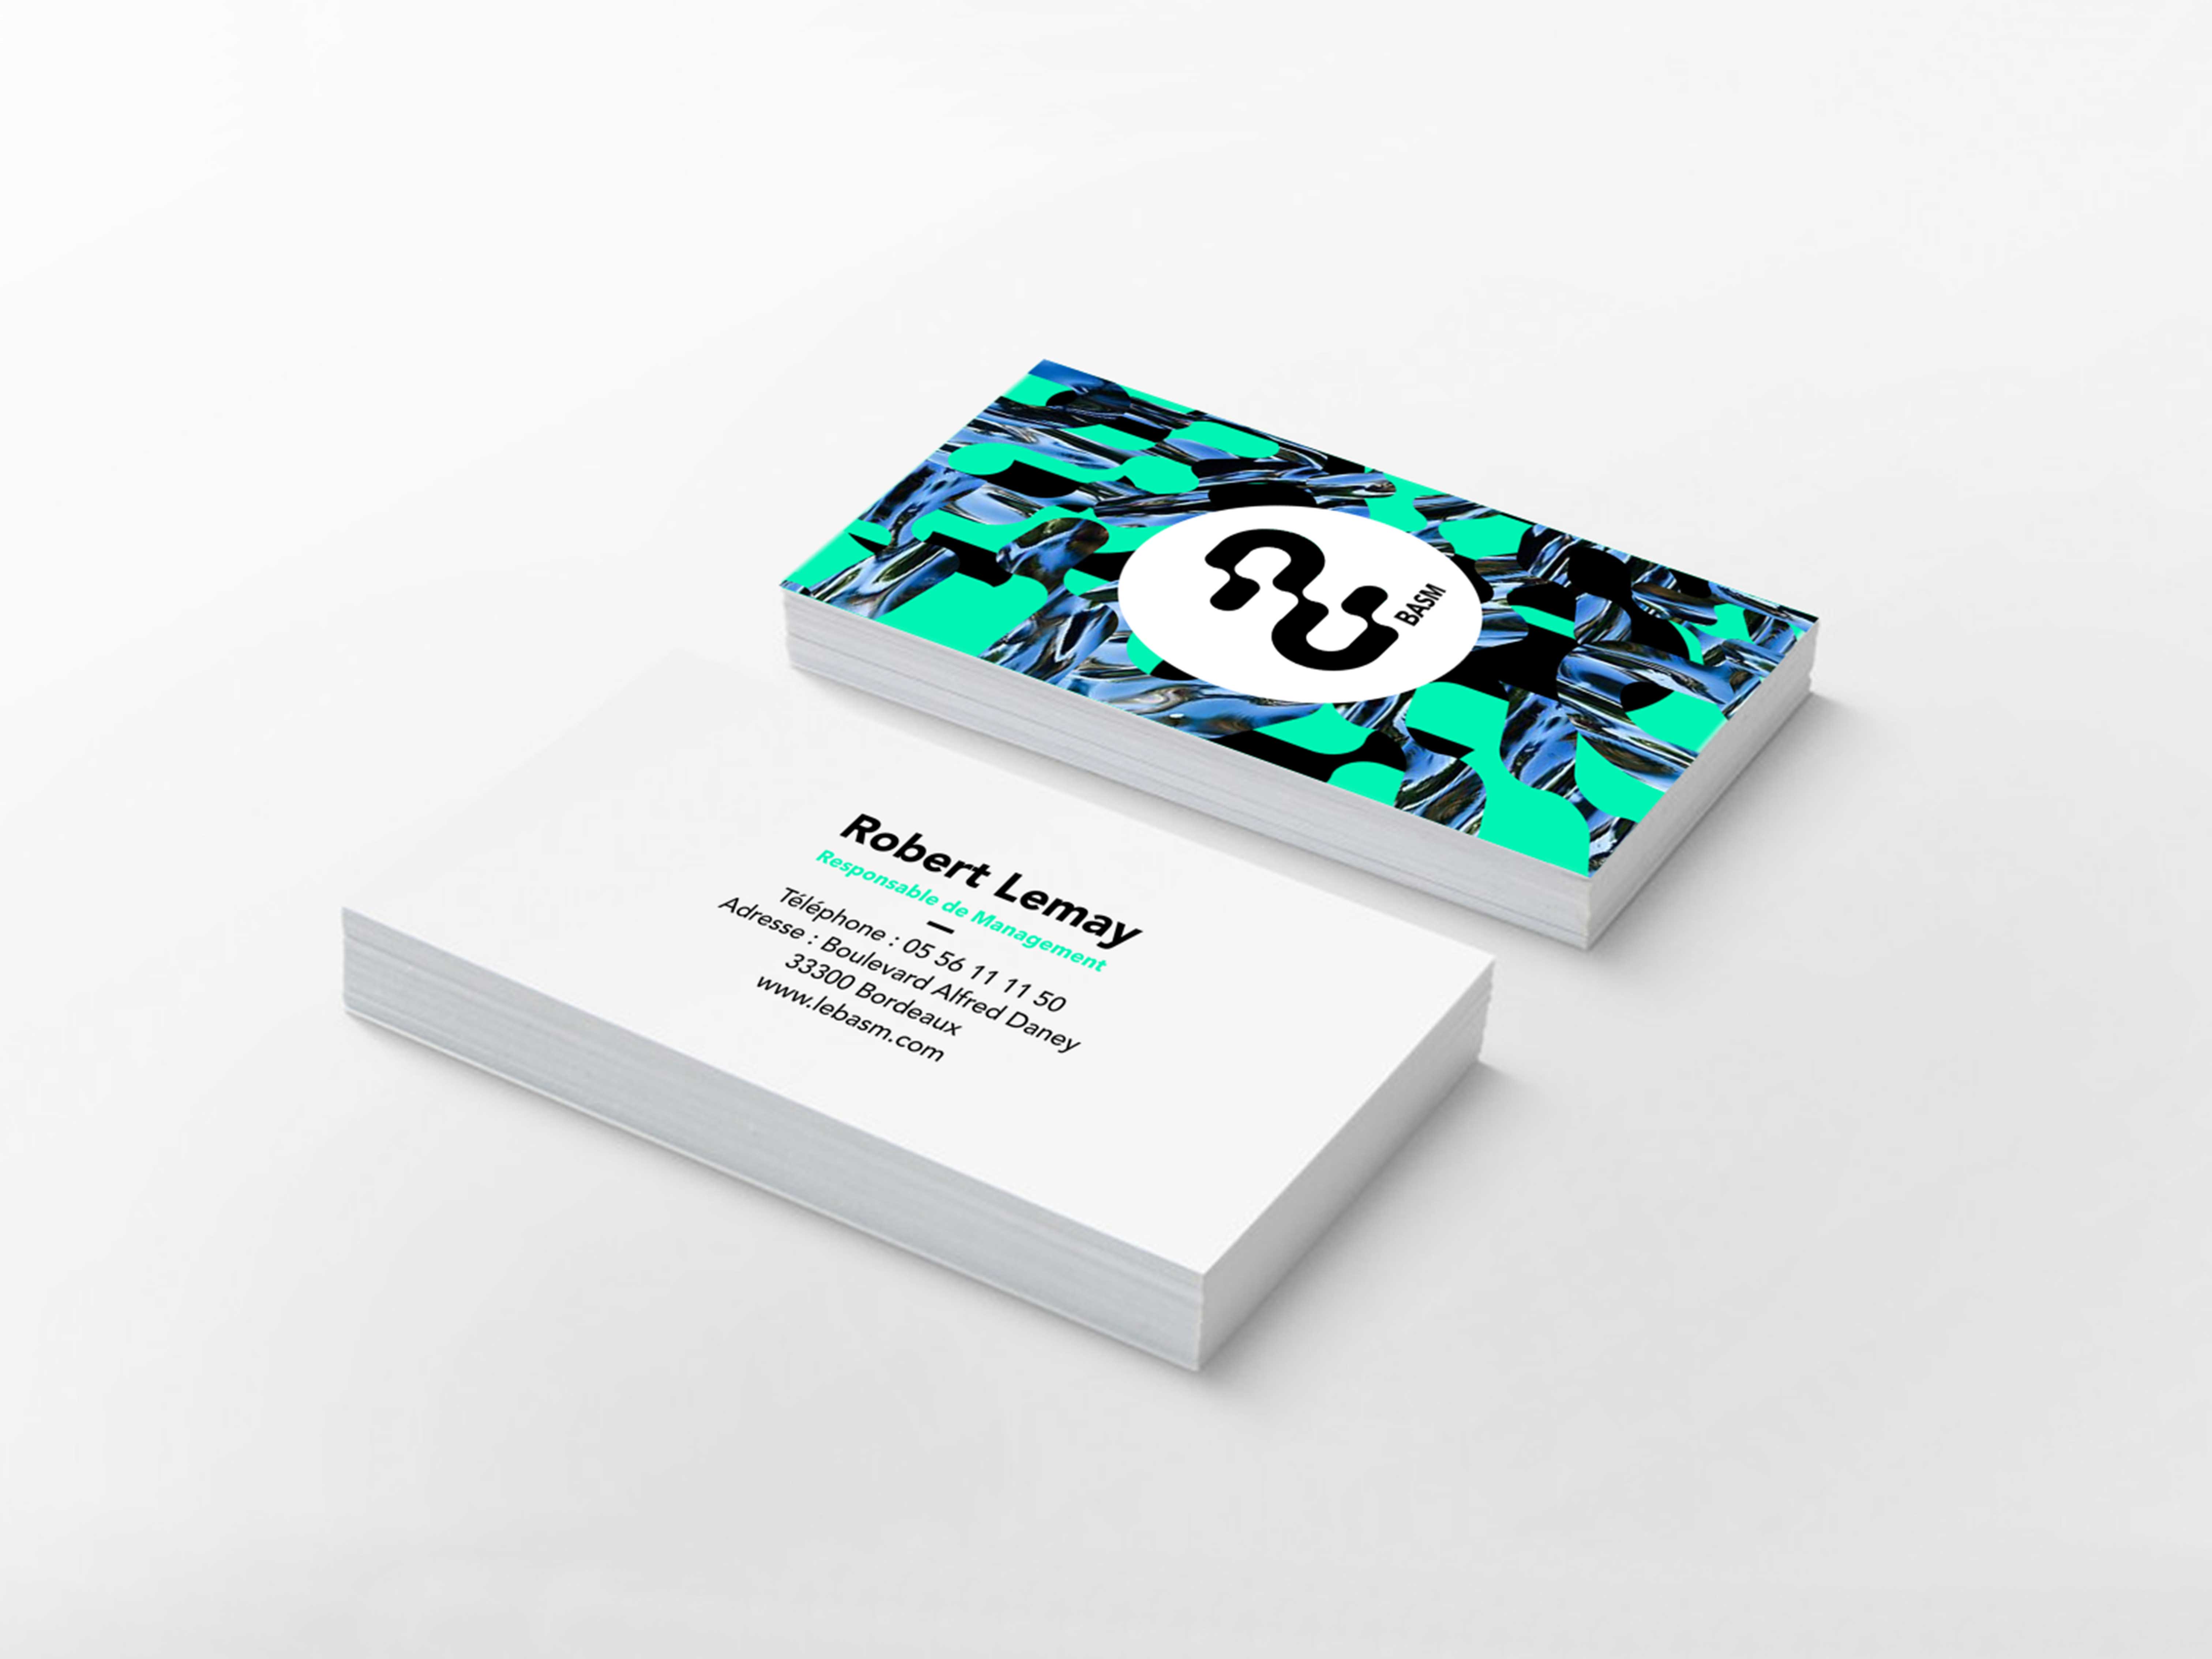 BASM
Robert Lemay
Responsable de Management
Téléphone : 05 56 11 11 50
Adresse : Boulevard Alfred Daney
33300 Bordeaux
www.lebasm.com